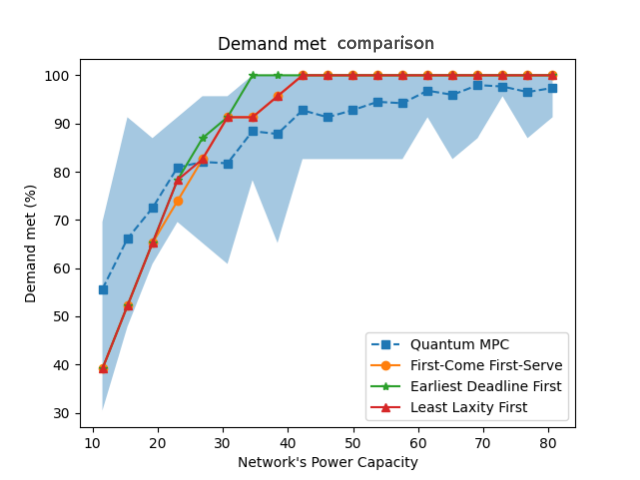 Demand met comparison
100
90
80
70
60
50
40
30
Demand met (%)
10 20 30 40 50 60 70 80
Network's Power Capacity
Quantum MPC
First-Come First-Serve
Earliest Deadline First
Least Laxity First